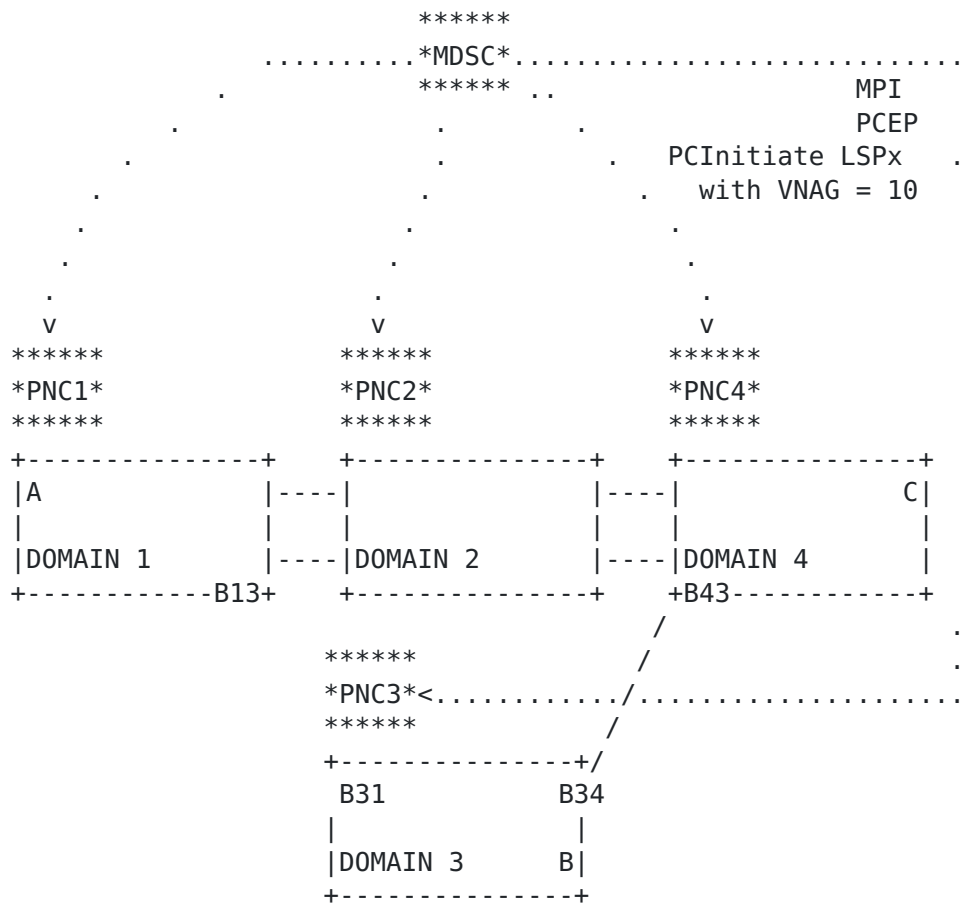 ******
..........*MDSC*.............................
. ****** .. MPI
. . . PCEP
. . . PCInitiate LSPx .
. . . with VNAG = 10
. . .
. . .
. . .
v v v
****** ****** ******
*PNC1* *PNC2* *PNC4*
****** ****** ******
+---------------+ +---------------+ +---------------+
|A |----| |----| C|
| | | | | |
|DOMAIN 1 |----|DOMAIN 2 |----|DOMAIN 4 |
+------------B13+ +---------------+ +B43------------+
/ .
****** / .
*PNC3*<............/.....................
****** /
+---------------+/
B31 B34
| |
|DOMAIN 3 B|
+---------------+